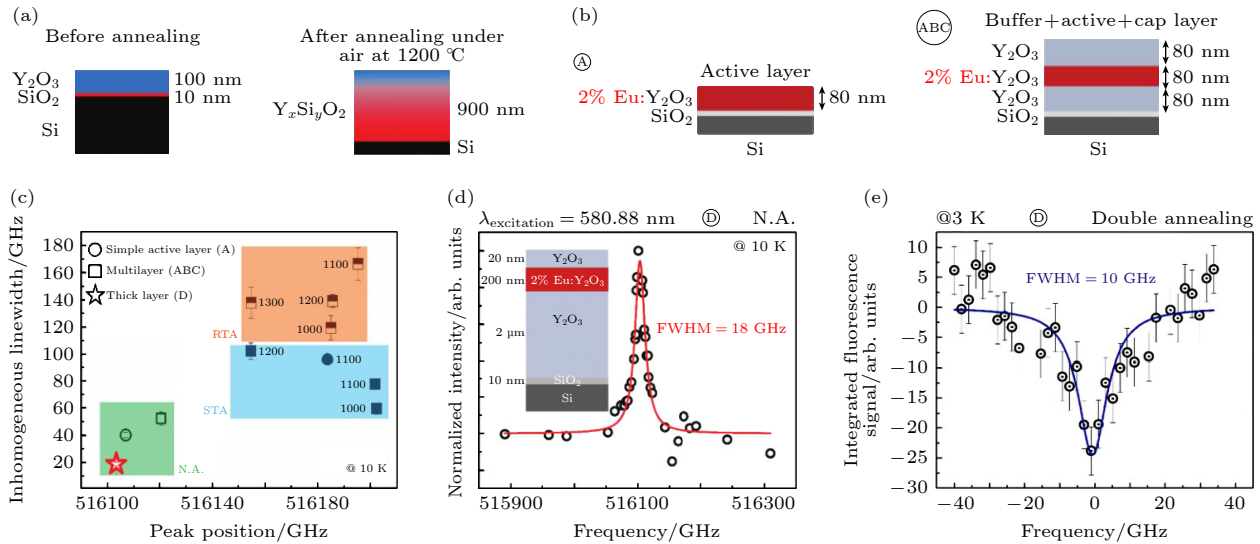 (a)
Before annealing
Y₂O₃
SiO₂
Si
100 nm
10 nm
After annealing under
air at 1200 ℃
YₓSiᵧO₂
900 nm
Si
(b)
Ⓐ
Active layer
2% Eu:Y₂O₃
SiO₂
80 nm
Si
ABC
Buffer+active+cap layer
Y₂O₃
80 nm
2% Eu:Y₂O₃
80 nm
Y₂O₃
80 nm
SiO₂
Si
(c)
Inhomogeneous linewidth/GHz
180
160
140
120
100
80
60
40
20
Simple active layer (A)
Multilayer (ABC)
Thick layer (D)
1100
1300
1200
1000
RTA
1200
1100
1100
1000
STA
N.A.
@ 10 K
516100
516140
516180
Peak position/GHz
(d)
λexcitation = 580.88 nm Ⓓ N.A.
@ 10 K
Normalized intensity/arb. units
20 nm
Y₂O₃
200 nm
2% Eu:Y₂O₃
2 μm
Y₂O₃
10 nm
SiO₂
Si
FWHM = 18 GHz
515900
516100
516300
Frequency/GHz
(e)
@3 K Ⓓ Double annealing
Integrated fluorescence
signal/arb. units
10
5
0
−5
−10
−15
−20
−25
−30
FWHM = 10 GHz
−40
−20
0
20
40
Frequency/GHz